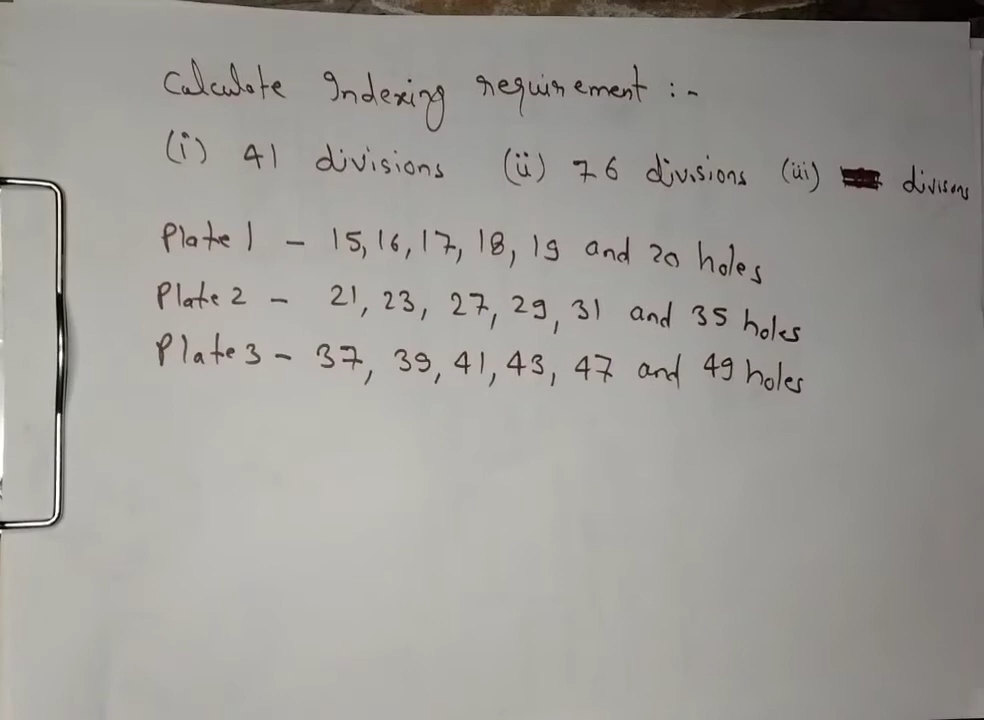 Calculate Indexing requirement :-
(i) 41 divisions (ii) 76 divisions (iii) divisons
Plate 1 - 15, 16, 17, 18, 19 and 20 holes
Plate 2 - 21, 23, 27, 29, 31 and 35 holes
Plate 3 - 37, 39, 41, 43, 47 and 49 holes